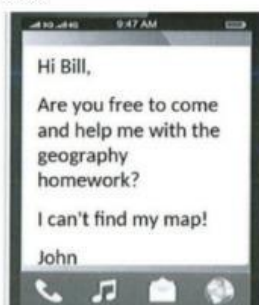 9:47 AM
Hi Bill,
Are you free to come
and help me with the
geography
homework?
I can't find my map!
John